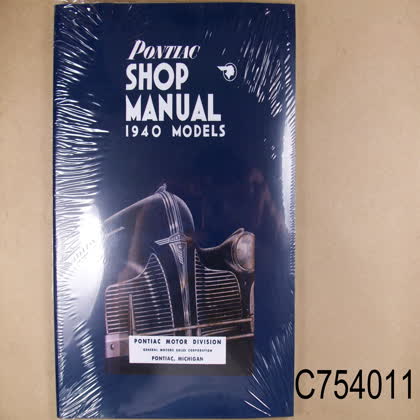 PONTIAC
SHOP
MANUAL
1940 MODELS
PONTIAC MOTOR DIVISION
GENERAL MOTORS SALES CORPORATION
PONTIAC, MICHIGAN
C754011